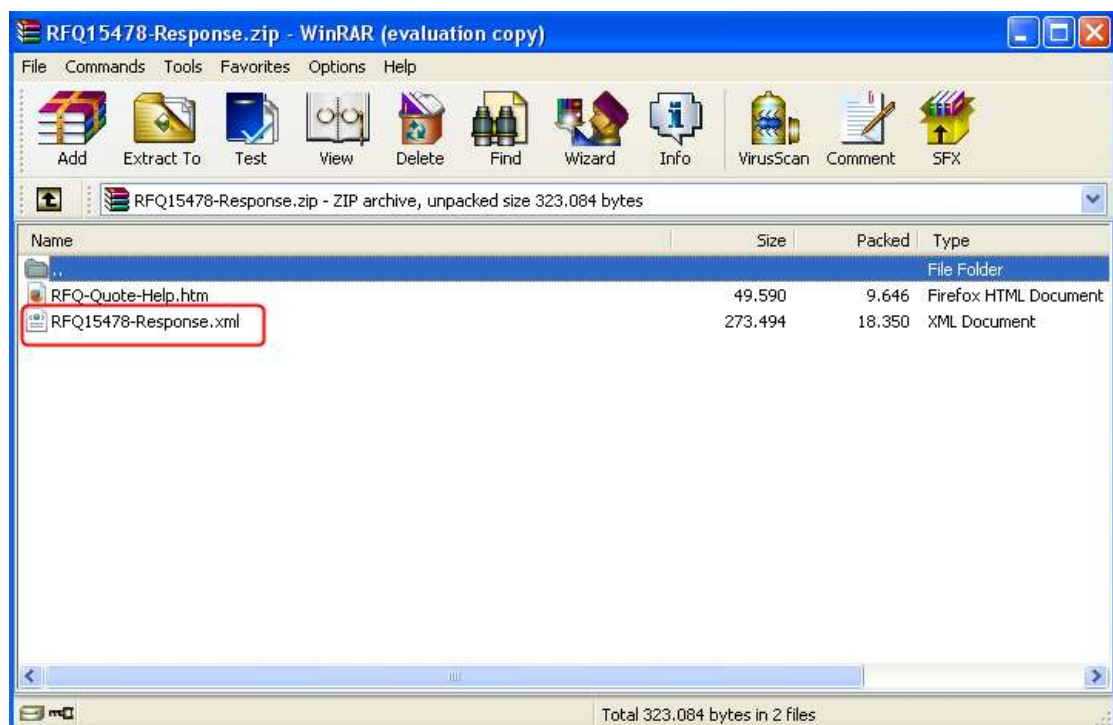 RFQ15478-Response.zip - WinRAR (evaluation copy)
File Commands Tools Favorites Options Help
Add Extract To Test View Delete Find Wizard Info VirusScan Comment SFX
RFQ15478-Response.zip - ZIP archive, unpacked size 323.084 bytes
Name Size Packed Type
.. File Folder
RFQ-Quote-Help.htm 49.590 9.646 Firefox HTML Document
RFQ15478-Response.xml 273.494 18.350 XML Document
Total 323.084 bytes in 2 files